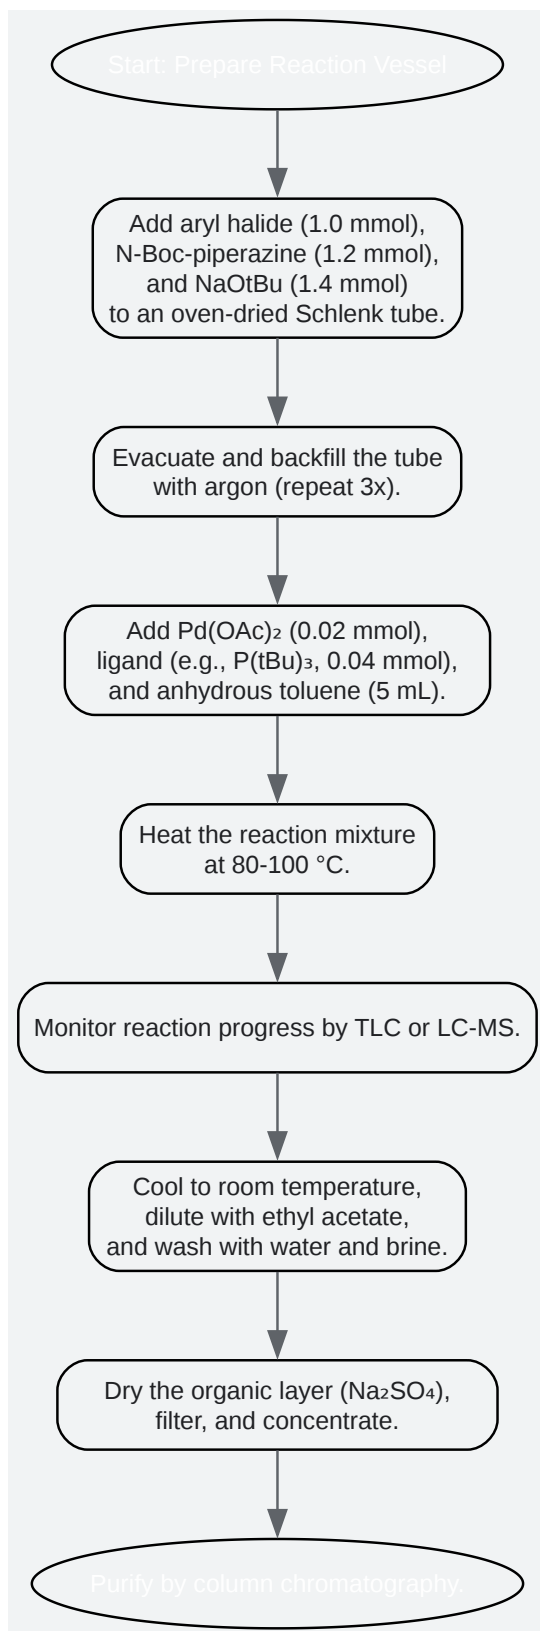 Start: Prepare Reaction Vessel
Add aryl halide (1.0 mmol),
N-Boc-piperazine (1.2 mmol),
and NaOtBu (1.4 mmol)
to an oven-dried Schlenk tube.
Evacuate and backfill the tube
with argon (repeat 3x).
Add Pd(OAc)₂ (0.02 mmol),
ligand (e.g., P(tBu)₃, 0.04 mmol),
and anhydrous toluene (5 mL).
Heat the reaction mixture
at 80-100 °C.
Monitor reaction progress by TLC or LC-MS.
Cool to room temperature,
dilute with ethyl acetate,
and wash with water and brine.
Dry the organic layer (Na₂SO₄),
filter, and concentrate.
Purify by column chromatography.